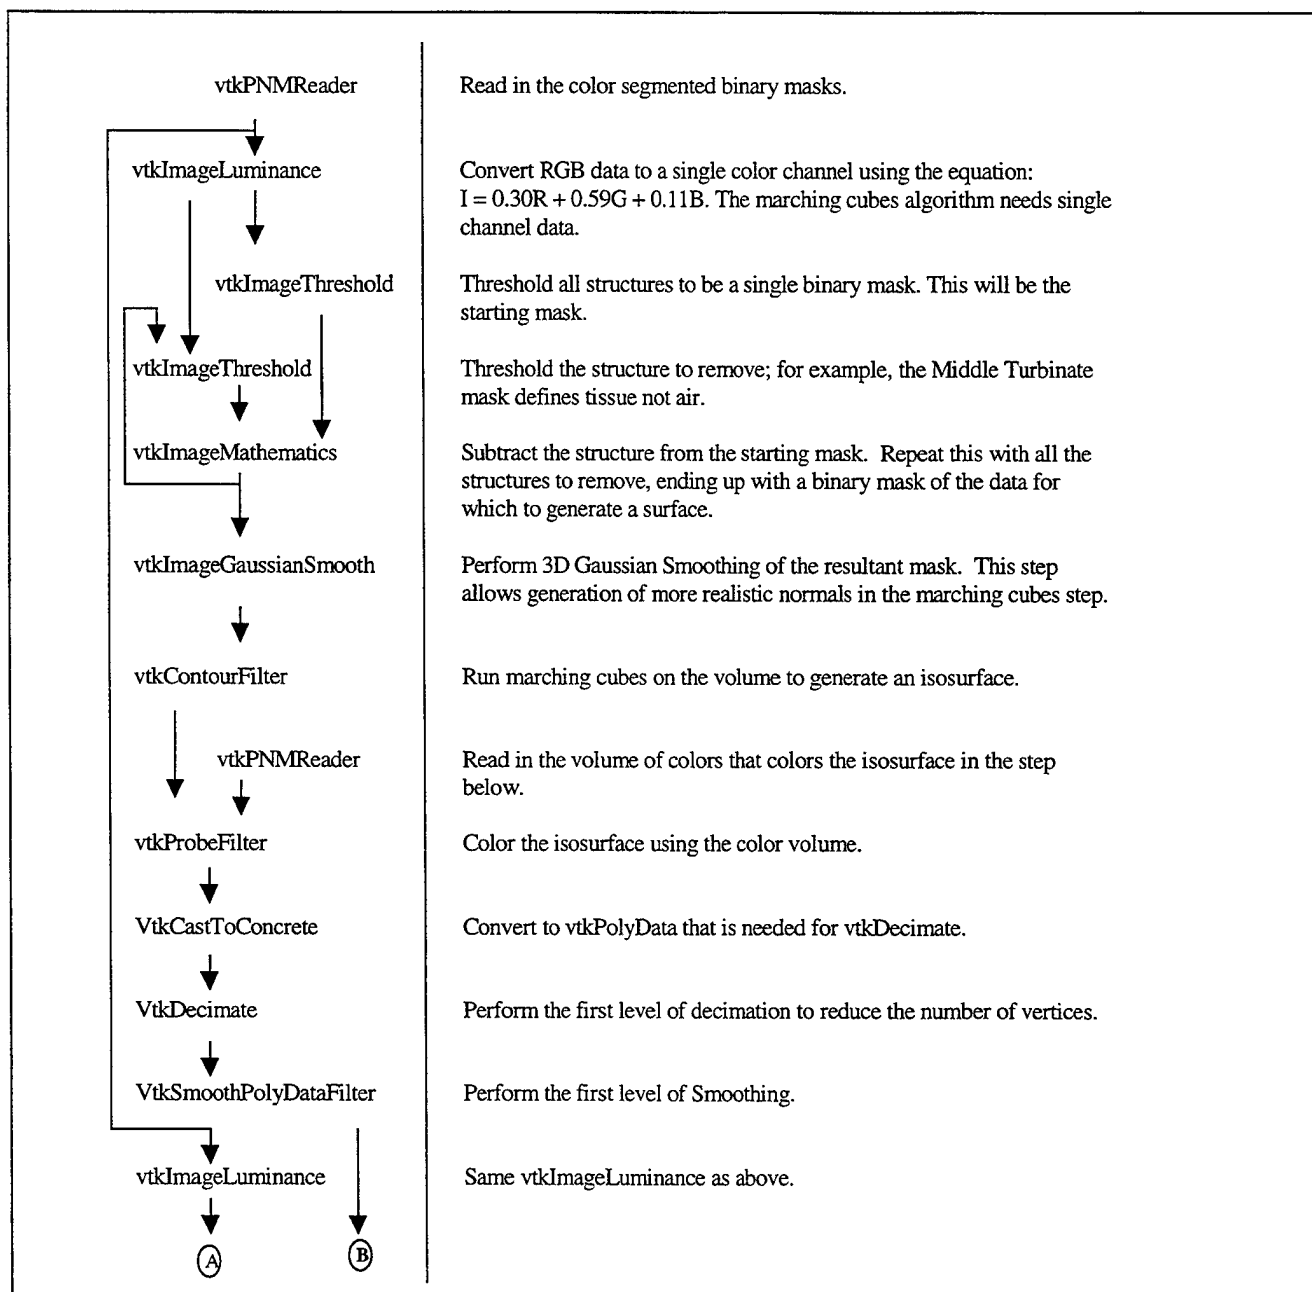 vtkPNMReader
Read in the color segmented binary masks.
vtkImageLuminance
Convert RGB data to a single color channel using the equation:
I = 0.30R + 0.59G + 0.11B. The marching cubes algorithm needs single
channel data.
vtkImageThreshold
Threshold all structures to be a single binary mask. This will be the
starting mask.
vtkImageThreshold
Threshold the structure to remove; for example, the Middle Turbinate
mask defines tissue not air.
vtkImageMathematics
Subtract the structure from the starting mask. Repeat this with all the
structures to remove, ending up with a binary mask of the data for
which to generate a surface.
vtkImageGaussianSmooth
Perform 3D Gaussian Smoothing of the resultant mask. This step
allows generation of more realistic normals in the marching cubes step.
vtkContourFilter
Run marching cubes on the volume to generate an isosurface.
vtkPNMReader
Read in the volume of colors that colors the isosurface in the step
below.
vtkProbeFilter
Color the isosurface using the color volume.
VtkCastToConcrete
Convert to vtkPolyData that is needed for vtkDecimate.
VtkDecimate
Perform the first level of decimation to reduce the number of vertices.
VtkSmoothPolyDataFilter
Perform the first level of Smoothing.
vtkImageLuminance
Same vtkImageLuminance as above.
A
B